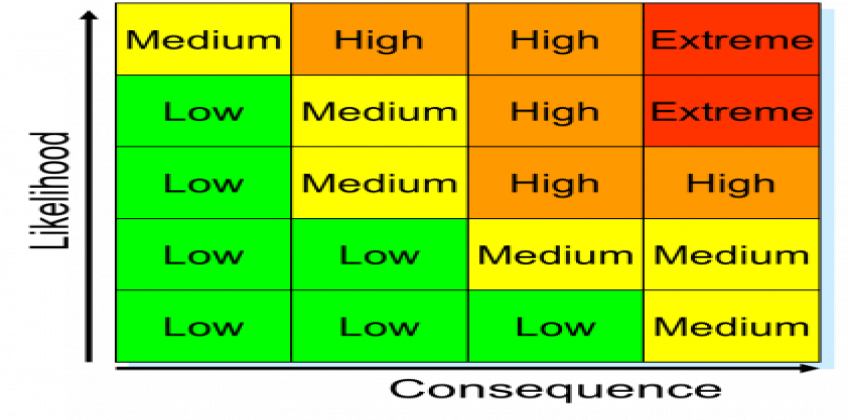 Medium High High Extreme
Low Medium High Extreme
Low Medium High High
Low Low Medium Medium
Low Low Low Medium
Likelihood
Consequence